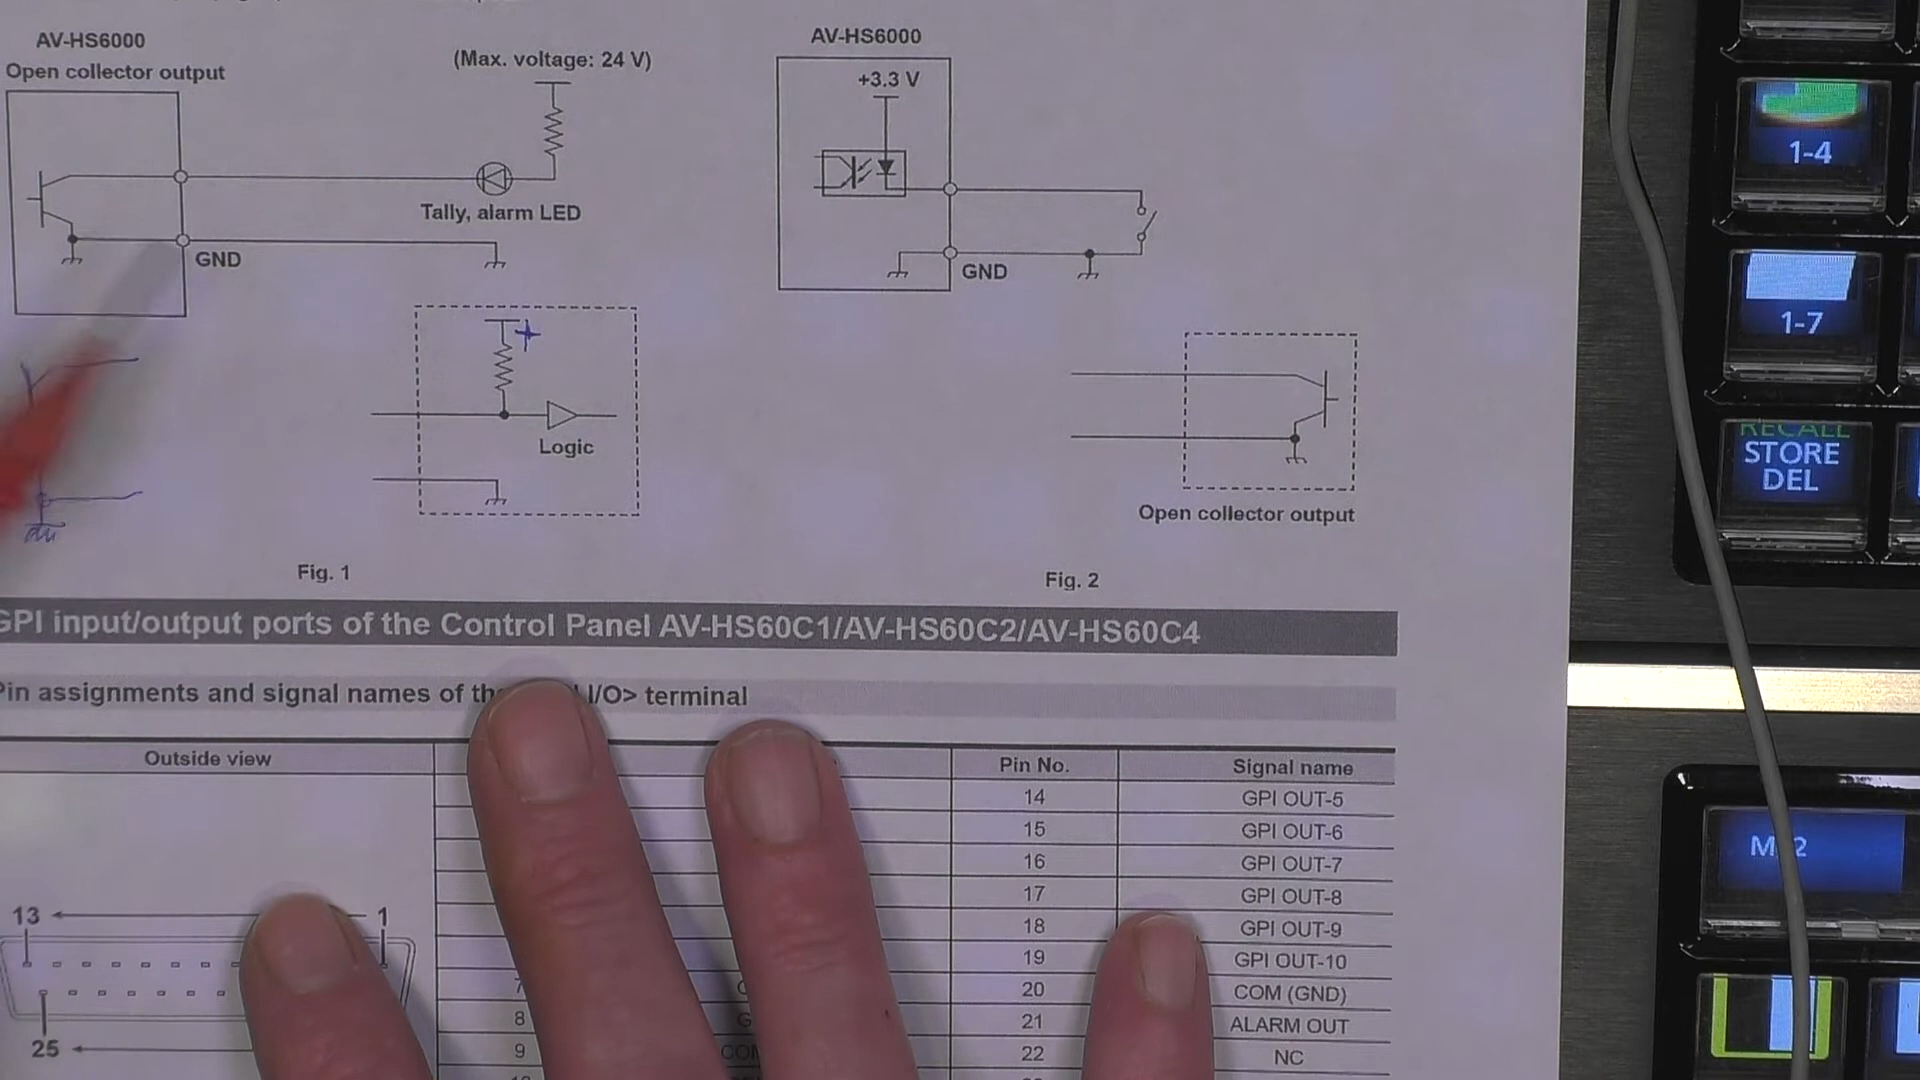 AV-HS6000
Open collector output
(Max. voltage: 24 V)
Tally, alarm LED
GND
Logic
Fig. 1
AV-HS6000
+3.3 V
GND
Open collector output
Fig. 2
GPI input/output ports of the Control Panel AV-HS60C1/AV-HS60C2/AV-HS60C4
Pin assignments and signal names of I/O> terminal
Outside view
Pin No.
Signal name
14
GPI OUT-5
15
GPI OUT-6
16
GPI OUT-7
17
GPI OUT-8
18
GPI OUT-9
19
GPI OUT-10
7
20
COM (GND)
8
G
21
ALARM OUT
9
22
NC
13
1
25
1-4
1-7
RECALL
STORE
DEL